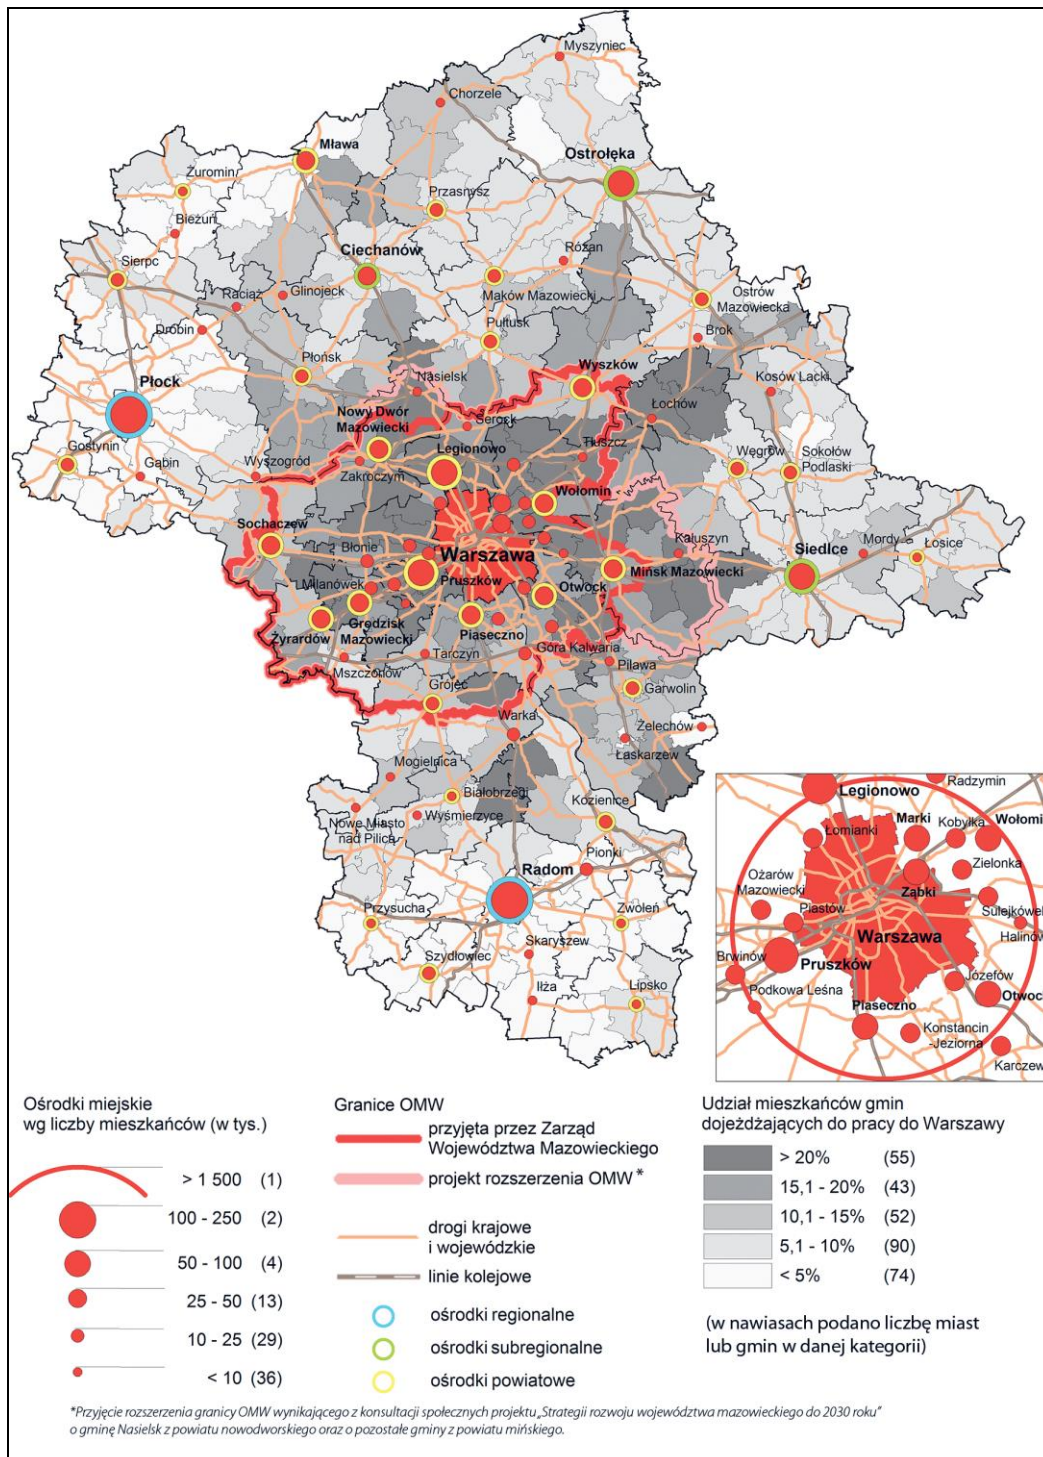 Myszyniec
Chorzele
Mława
Ostrołęka
Żuromin
Przasnysz
Bieżuń
Ciechanów
Różan
Sierpc
Raciąż
Glinojeck
Maków Mazowiecki
Ostrów
Mazowiecka
Drobin
Pułtusk
Brok
Płońsk
Wyszków
Płock
Nasielsk
Kosów Lacki
Nowy Dwór
Mazowiecki
Serock
Łochów
Gostynin
Gąbin
Wyszogród
Zakroczym
Legionowo
Tłuszcz
Węgrów
Sokołów
Podlaski
Wołomin
Sochaczew
Błonie
Warszawa
Kałuszyn
Siedlce
Mordy
Łosice
Milanówek
Pruszków
Mińsk Mazowiecki
Otwock
Żyrardów
Grodzisk
Mazowiecki
Piaseczno
Góra Kalwaria
Mszczonów
Tarczyn
Pilawa
Grójec
Garwolin
Warka
Żelechów
Łaskarzew
Mogielnica
Białobrzegi
Kozienice
Nowe Miasto
nad Pilicą
Wyśmierzyce
Pionki
Radom
Przysucha
Zwoleń
Skaryszew
Szydłowiec
Iłża
Lipsko
Radzymin
Legionowo
Marki
Kobyłka
Wołomi
Łomianki
Zielonka
Ożarów
Mazowiecki
Ząbki
Piastów
Sulejówek
Warszawa
Halinów
Brwinów
Pruszków
Józefów
Podkowa Leśna
Otwock
Piaseczno
Konstancin
-Jeziorna
Karczew
Ośrodki miejskie
wg liczby mieszkańców (w tys.)
> 1 500 (1)
100 - 250 (2)
50 - 100 (4)
25 - 50 (13)
10 - 25 (29)
< 10 (36)
Granice OMW
przyjęta przez Zarząd
Województwa Mazowieckiego
projekt rozszerzenia OMW *
drogi krajowe
i wojewódzkie
linie kolejowe
ośrodki regionalne
ośrodki subregionalne
ośrodki powiatowe
Udział mieszkańców gmin
dojeżdżających do pracy do Warszawy
> 20% (55)
15,1 - 20% (43)
10,1 - 15% (52)
5,1 - 10% (90)
< 5% (74)
(w nawiasach podano liczbę miast
lub gmin w danej kategorii)
*Przyjęcie rozszerzenia granicy OMW wynikającego z konsultacji społecznych projektu „Strategii rozwoju województwa mazowieckiego do 2030 roku”
o gminę Nasielsk z powiatu nowodworskiego oraz o pozostałe gminy z powiatu mińskiego.